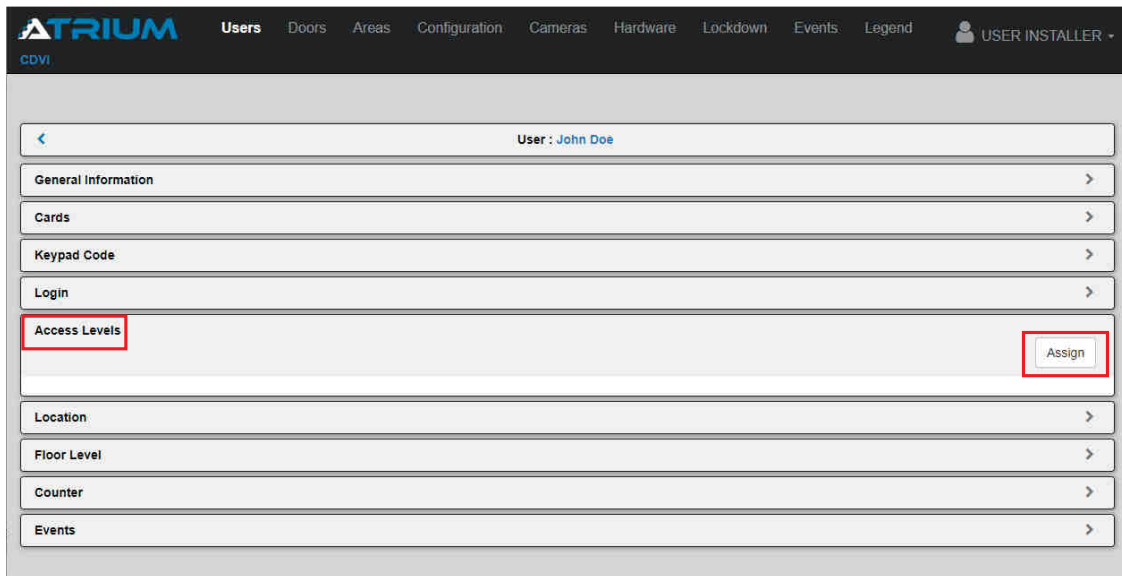 ATRIUM
Users Doors Areas Configuration Cameras Hardware Lockdown Events Legend USER INSTALLER
CDVI
User : John Doe
General Information
Cards
Keypad Code
Login
Access Levels
Assign
Location
Floor Level
Counter
Events